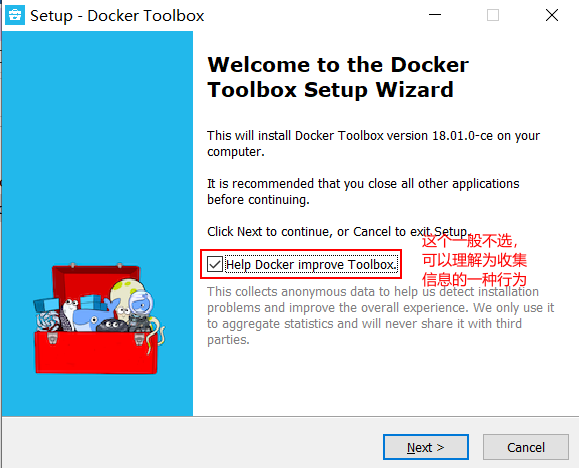 Setup - Docker Toolbox
Welcome to the Docker
Toolbox Setup Wizard
This will install Docker Toolbox version 18.01.0-ce on your
computer.
It is recommended that you close all other applications
before continuing.
Click Next to continue, or Cancel to exit Setup.
这个一般不选，
可以理解为收集
信息的一种行为
Help Docker improve Toolbox.
This collects anonymous data to help us detect installation
problems and improve the overall experience. We only use it
to aggregate statistics and will never share it with third
parties.
Next >
Cancel